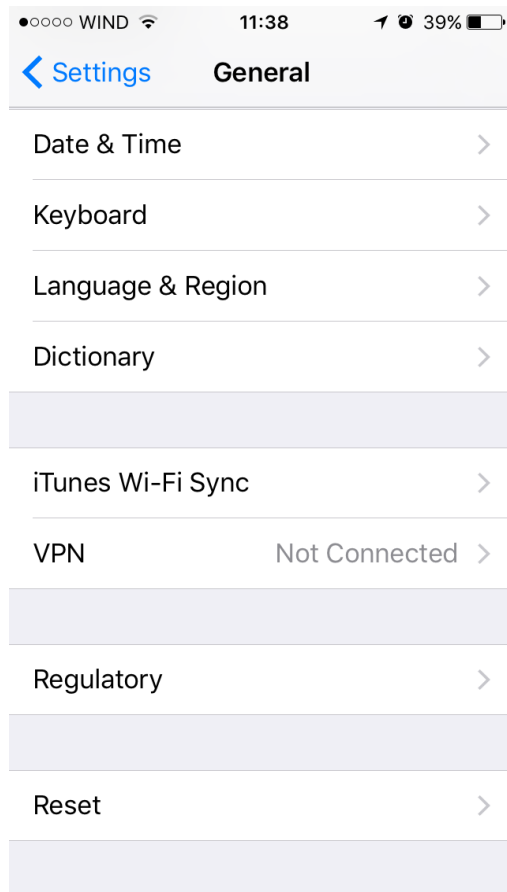 WIND 11:38 39%
Settings General
Date & Time
Keyboard
Language & Region
Dictionary
iTunes Wi-Fi Sync
VPN Not Connected
Regulatory
Reset